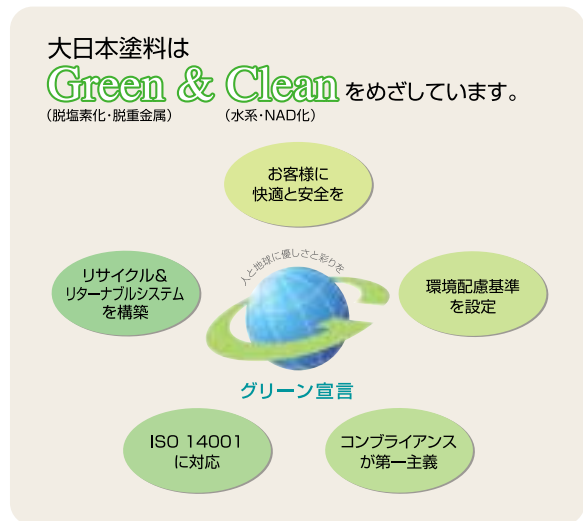 大日本塗料は
Green & Clean をめざしています。
（脱塩素化・脱重金属） （水系・NAD化）
お客様に
快適と安全を
リサイクル＆
リターナブルシステム
を構築
人と地球に優しさと彩りを
環境配慮基準
を設定
グリーン宣言
ISO 14001
に対応
コンブライアンス
が第一主義